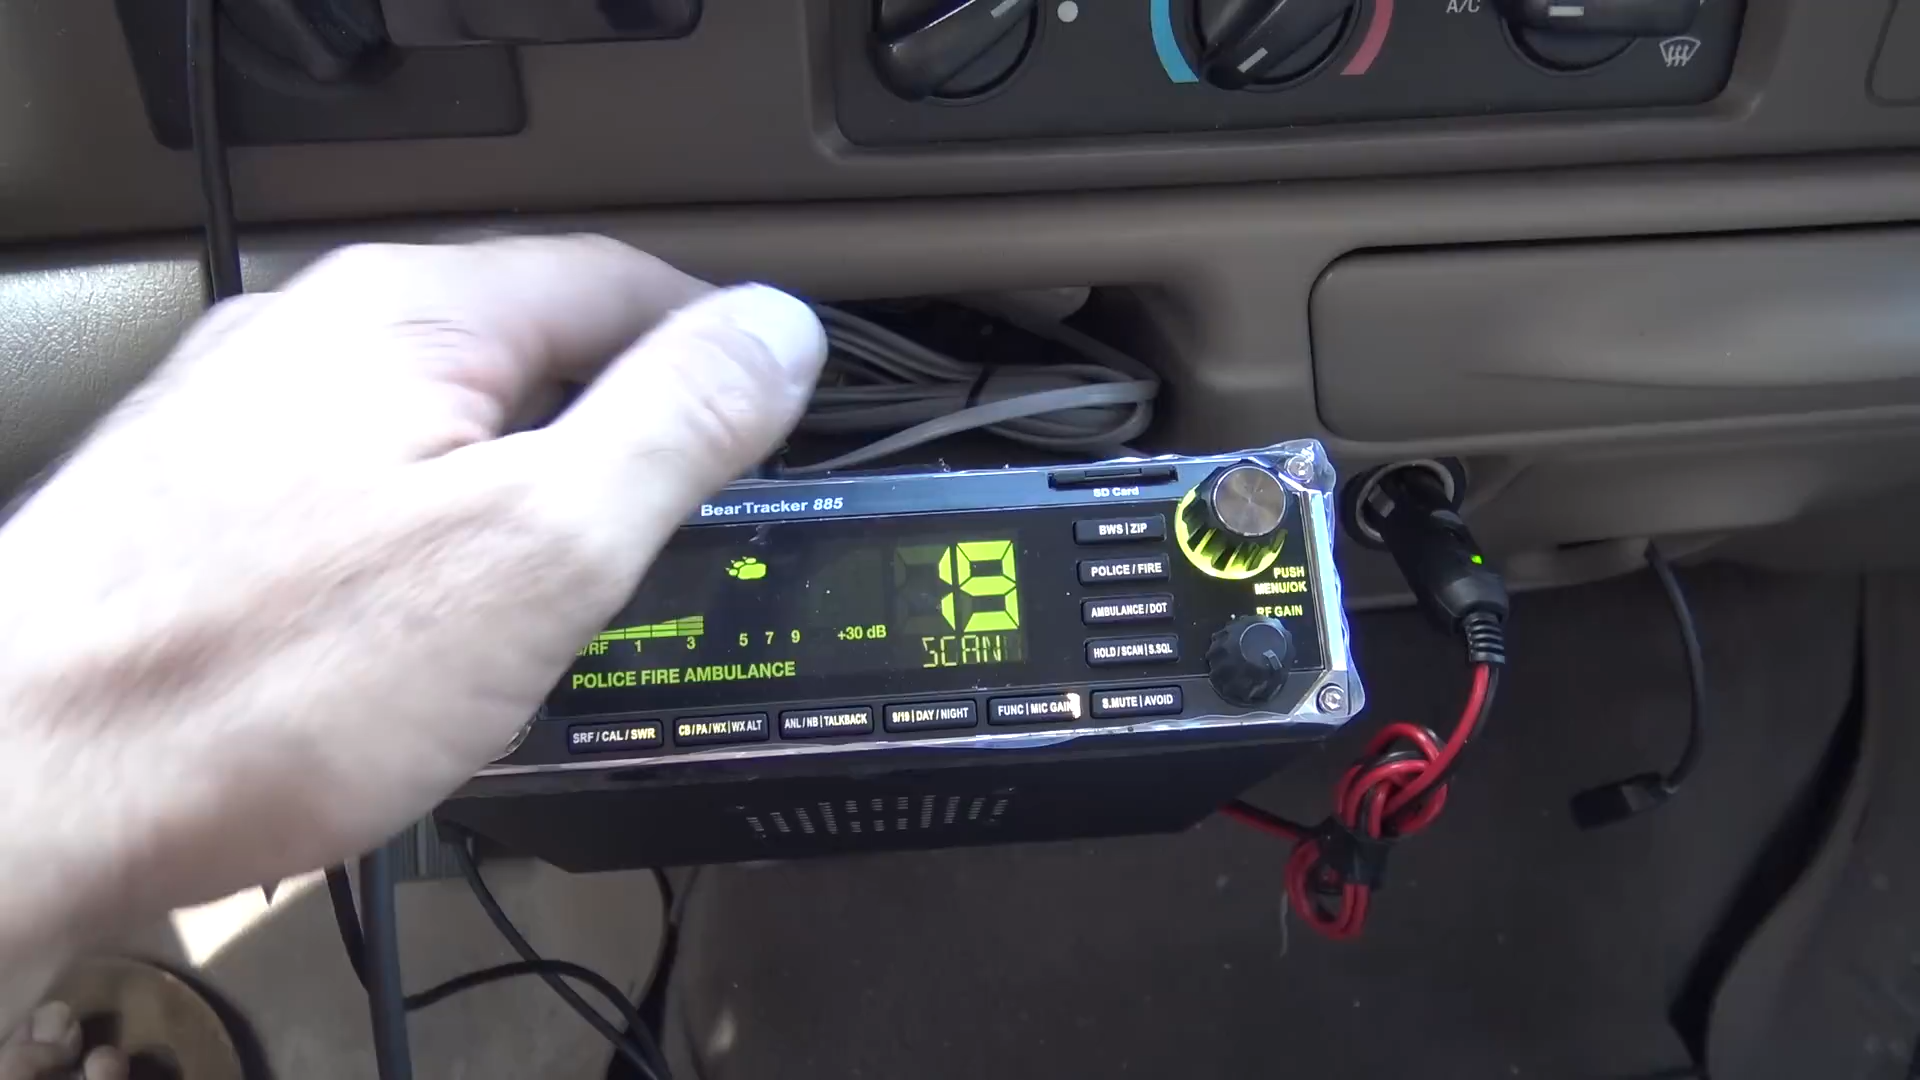 A/C
BearTracker 885
SD Card
BWS | ZIP
POLICE / FIRE
PUSH
MENU/OK
AMBULANCE / DOT
RF GAIN
HOLD / SCAN | S.SQL
19
SCAN
/RF 1 3 5 7 9 +30 dB
POLICE FIRE AMBULANCE
SRF / CAL / SWR
CB / PA / WX | WX ALT
ANL / NB | TALKBACK
9/19 | DAY / NIGHT
FUNC | MIC GAIN
S.MUTE | AVOID